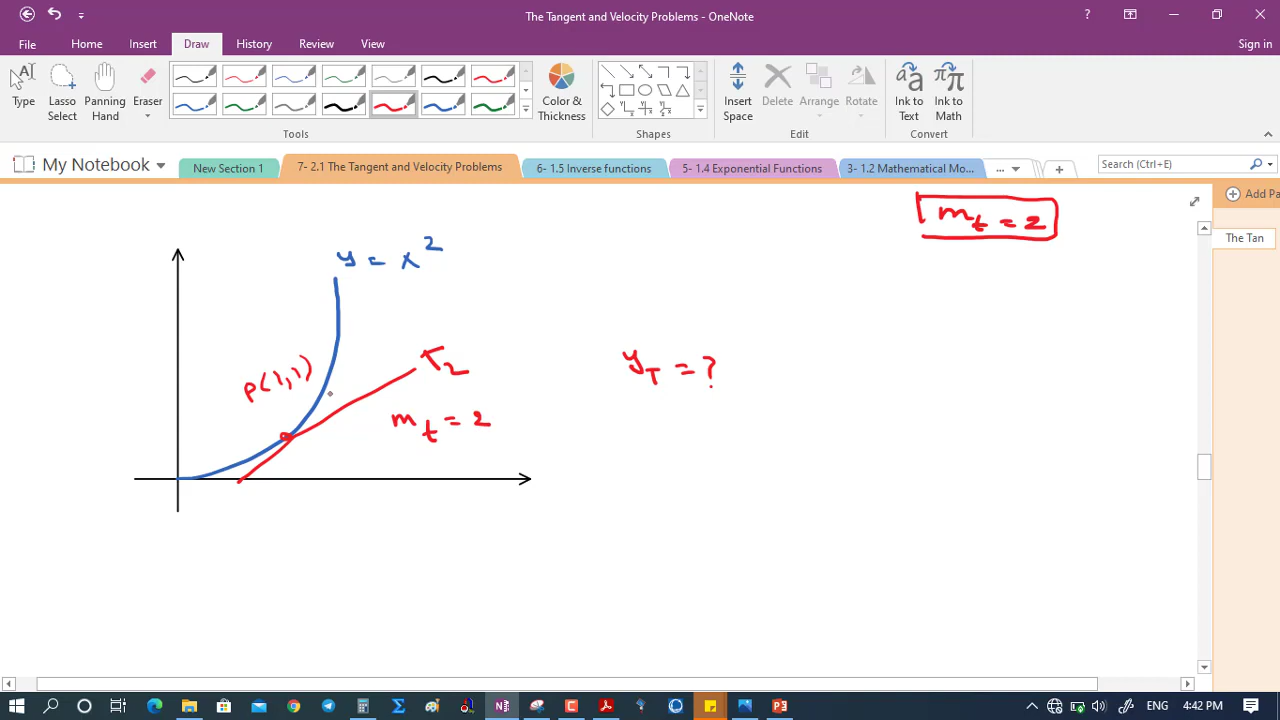 The Tangent and Velocity Problems - OneNote
?
File
Home
Insert
Draw
History
Review
View
Sign in
Type
Lasso Select
Panning Hand
Eraser
Color & Thickness
Insert Space
Delete
Arrange
Rotate
Ink to Text
Ink to Math
Tools
Shapes
Edit
Convert
My Notebook
New Section 1
7- 2.1 The Tangent and Velocity Problems
6- 1.5 Inverse functions
5- 1.4 Exponential Functions
3- 1.2 Mathematical Mo...
...
Search (Ctrl+E)
Add Pa
The Tan
m_t = 2
y = x^2
P(1,1)
m_t = 2
y_T = ?
ENG
4:42 PM